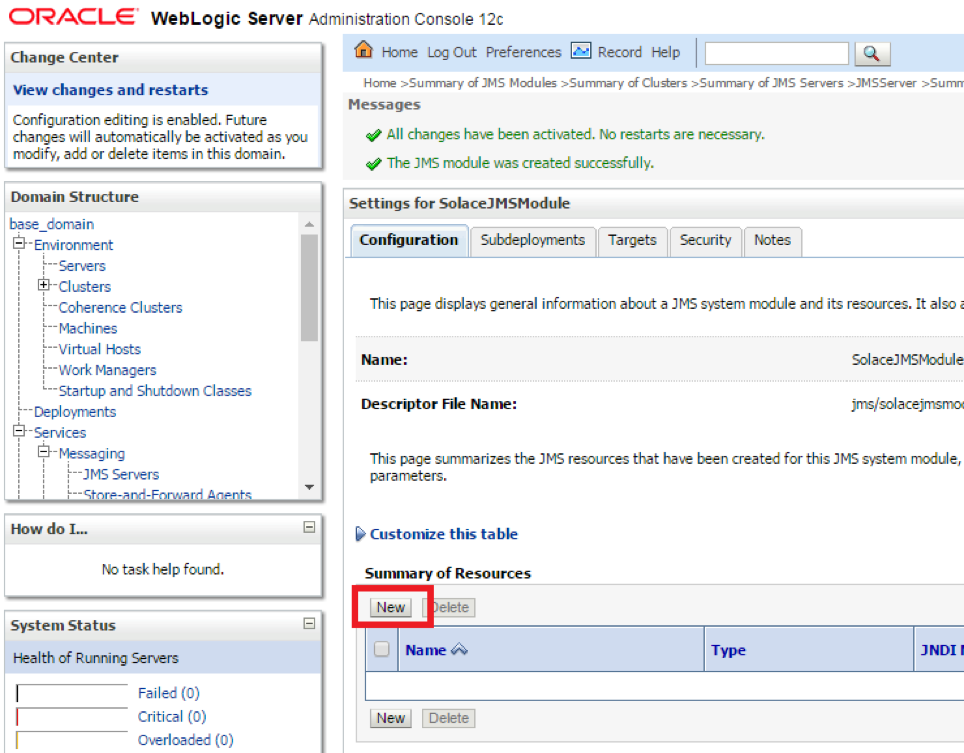 ORACLE WebLogic Server Administration Console 12c
Change Center
View changes and restarts
Configuration editing is enabled. Future
changes will automatically be activated as you
modify, add or delete items in this domain.
Domain Structure
base_domain
Environment
Servers
Clusters
Coherence Clusters
Machines
Virtual Hosts
Work Managers
Startup and Shutdown Classes
Deployments
Services
Messaging
JMS Servers
Store-and-Forward Agents
How do I...
No task help found.
System Status
Health of Running Servers
Failed (0)
Critical (0)
Overloaded (0)
Home Log Out Preferences Record Help
Home >Summary of JMS Modules >Summary of Clusters >Summary of JMS Servers >JMSServer >Summ
Messages
All changes have been activated. No restarts are necessary.
The JMS module was created successfully.
Settings for SolaceJMSModule
Configuration Subdeployments Targets Security Notes
This page displays general information about a JMS system module and its resources. It also a
Name: SolaceJMSModule
Descriptor File Name: jms/solacejmsmod
This page summarizes the JMS resources that have been created for this JMS system module,
parameters.
Customize this table
Summary of Resources
New Delete
Name Type JNDI
New Delete